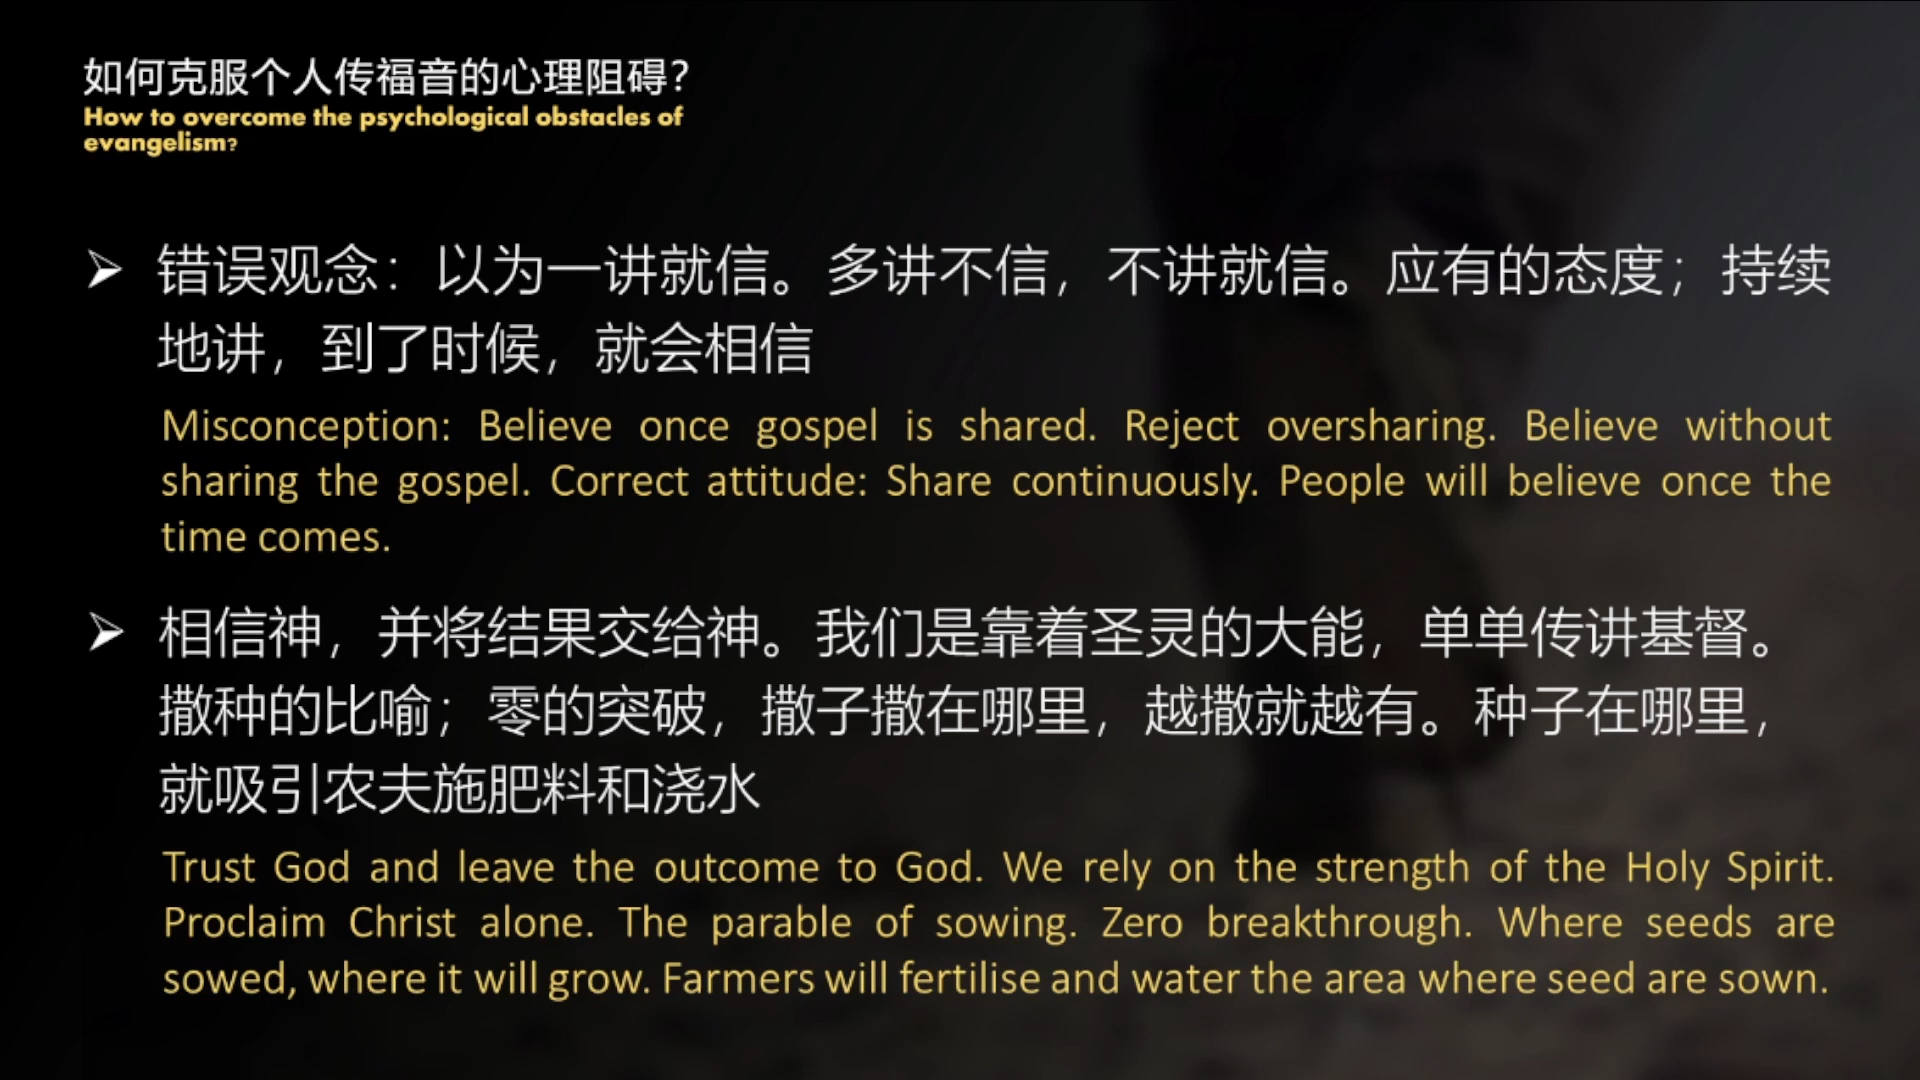 如何克服个人传福音的心理阻碍?
How to overcome the psychological obstacles of
evangelism?
➢ 错误观念：以为一讲就信。多讲不信，不讲就信。应有的态度；持续
地讲，到了时候，就会相信
Misconception: Believe once gospel is shared. Reject oversharing. Believe without
sharing the gospel. Correct attitude: Share continuously. People will believe once the
time comes.
➢ 相信神，并将结果交给神。我们是靠着圣灵的大能，单单传讲基督。
撒种的比喻；零的突破，撒子撒在哪里，越撒就越有。种子在哪里，
就吸引农夫施肥料和浇水
Trust God and leave the outcome to God. We rely on the strength of the Holy Spirit.
Proclaim Christ alone. The parable of sowing. Zero breakthrough. Where seeds are
sowed, where it will grow. Farmers will fertilise and water the area where seed are sown.